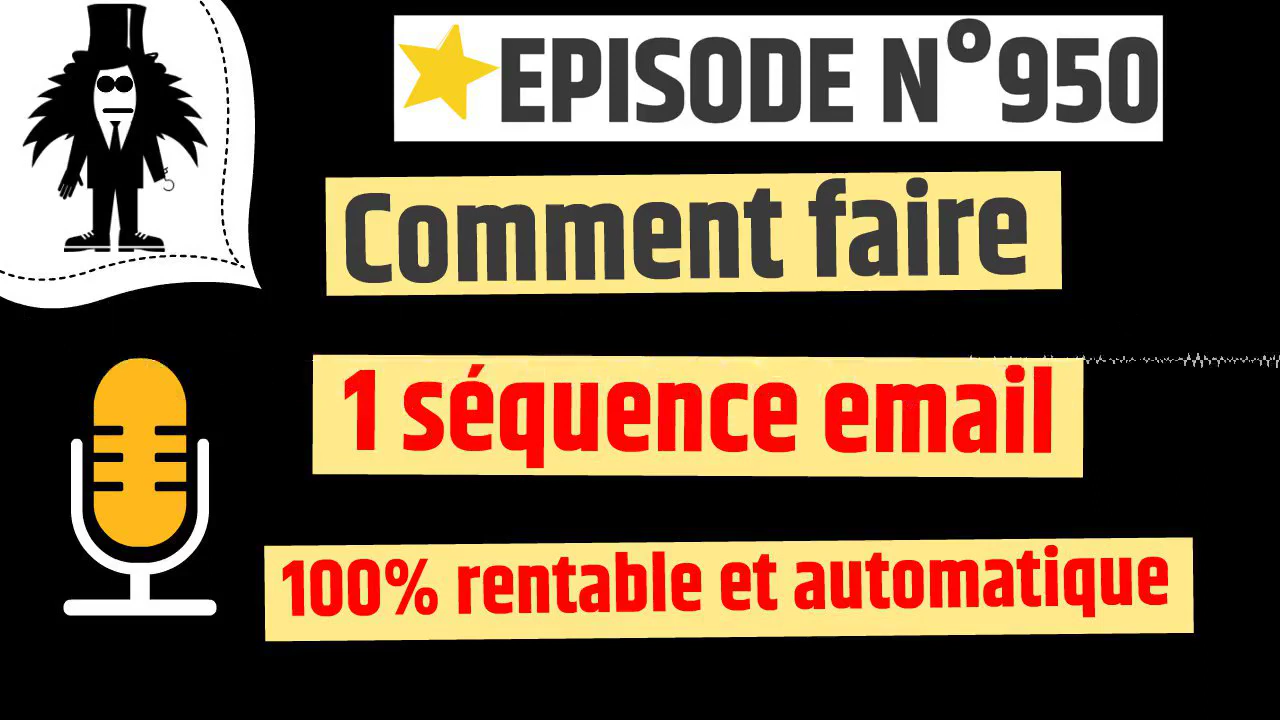 EPISODE N°950
Comment faire
1 séquence email
100% rentable et automatique